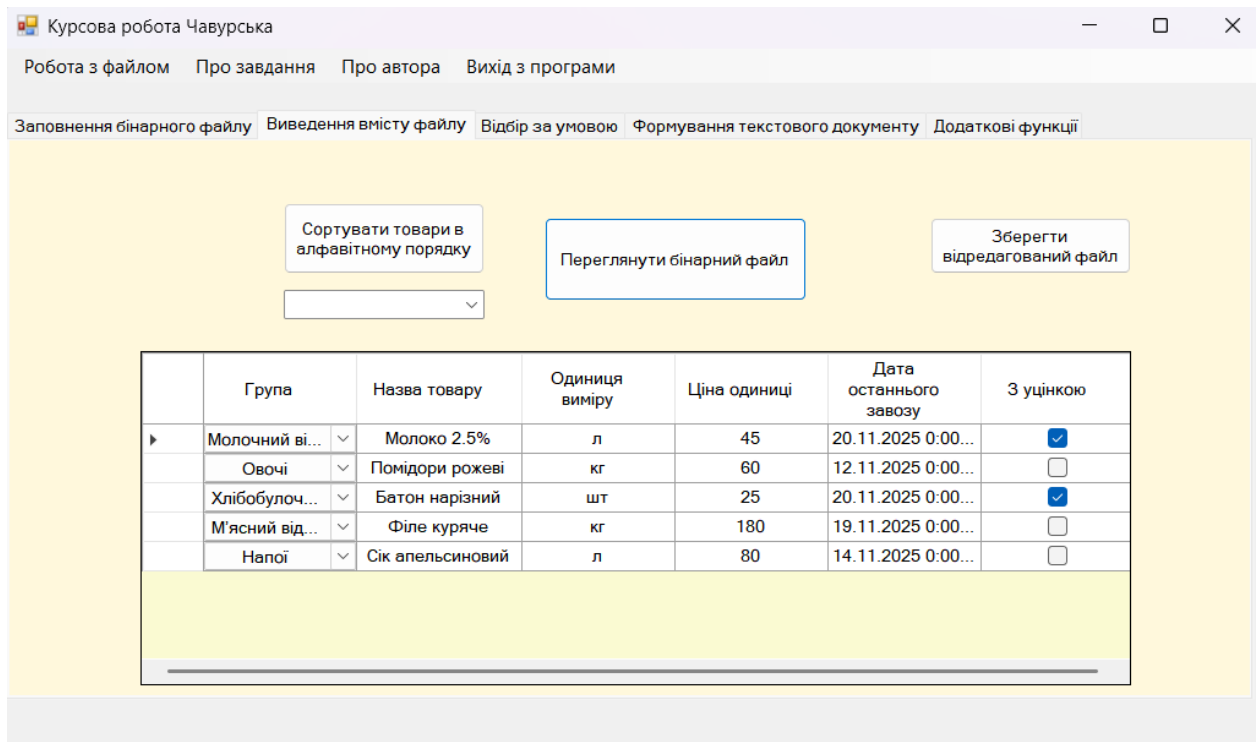 Курсова робота Чавурська
Робота з файлом Про завдання Про автора Вихід з програми
Заповнення бінарного файлу Виведення вмісту файлу Відбір за умовою Формування текстового документу Додаткові функції
Сортувати товари в
алфавітному порядку
Переглянути бінарний файл
Зберегти
відредагований файл
Група Назва товару Одиниця виміру Ціна одиниці Дата останнього завозу З уцінкою
Молочний ві... Молоко 2.5% л 45 20.11.2025 0:00...
Овочі Помідори рожеві кг 60 12.11.2025 0:00...
Хлібобулоч... Батон нарізний шт 25 20.11.2025 0:00...
М'ясний від... Філе куряче кг 180 19.11.2025 0:00...
Напої Сік апельсиновий л 80 14.11.2025 0:00...